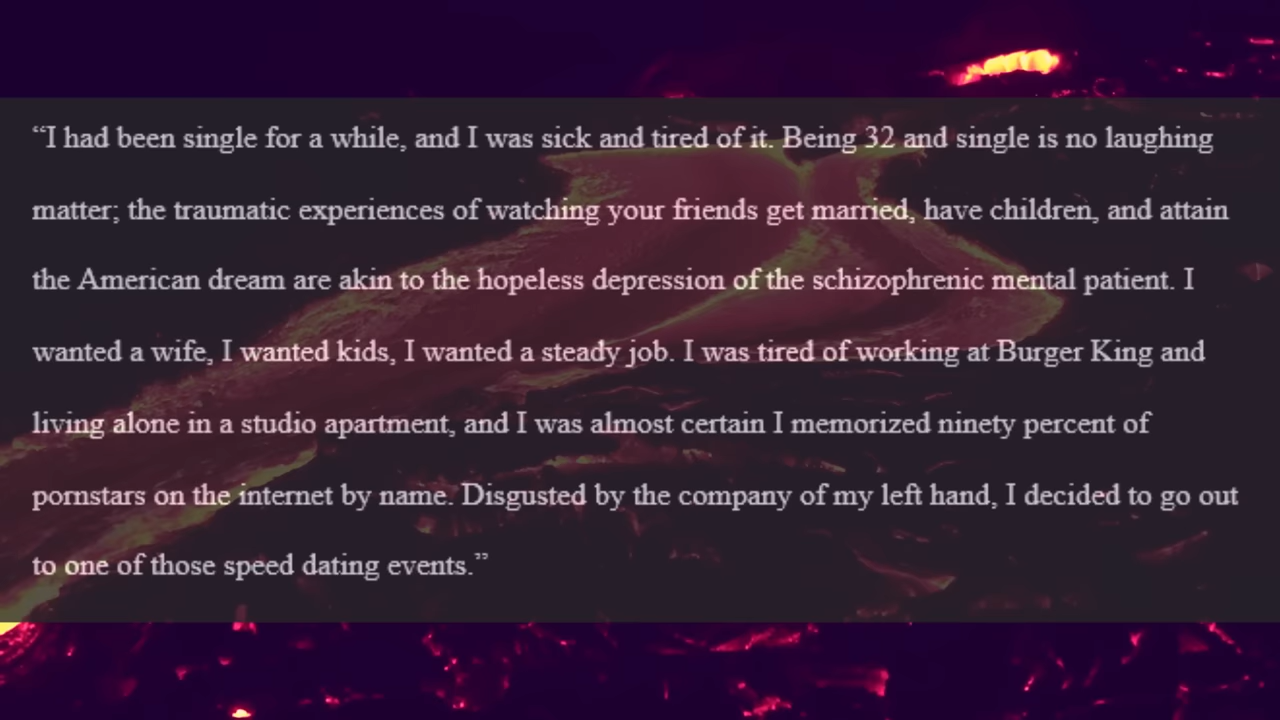 “I had been single for a while, and I was sick and tired of it. Being 32 and single is no laughing
matter; the traumatic experiences of watching your friends get married, have children, and attain
the American dream are akin to the hopeless depression of the schizophrenic mental patient. I
wanted a wife, I wanted kids, I wanted a steady job. I was tired of working at Burger King and
living alone in a studio apartment, and I was almost certain I memorized ninety percent of
pornstars on the internet by name. Disgusted by the company of my left hand, I decided to go out
to one of those speed dating events.”